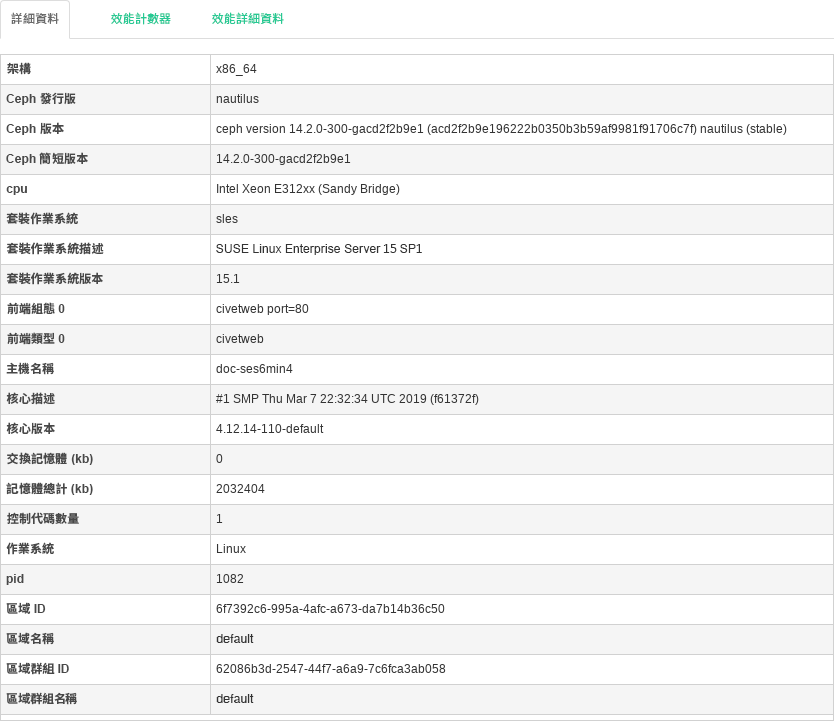 詳細資料 效能計數器 效能詳細資料
架構 x86_64
Ceph 發行版 nautilus
Ceph 版本 ceph version 14.2.0-300-gacd2f2b9e1 (acd2f2b9e196222b0350b3b59af9981f91706c7f) nautilus (stable)
Ceph 簡短版本 14.2.0-300-gacd2f2b9e1
cpu Intel Xeon E312xx (Sandy Bridge)
套裝作業系統 sles
套裝作業系統描述 SUSE Linux Enterprise Server 15 SP1
套裝作業系統版本 15.1
前端組態 0 civetweb port=80
前端類型 0 civetweb
主機名稱 doc-ses6min4
核心描述 #1 SMP Thu Mar 7 22:32:34 UTC 2019 (f61372f)
核心版本 4.12.14-110-default
交換記憶體 (kb) 0
記憶體總計 (kb) 2032404
控制代碼數量 1
作業系統 Linux
pid 1082
區域 ID 6f7392c6-995a-4afc-a673-da7b14b36c50
區域名稱 default
區域群組 ID 62086b3d-2547-44f7-a6a9-7c6fca3ab058
區域群組名稱 default